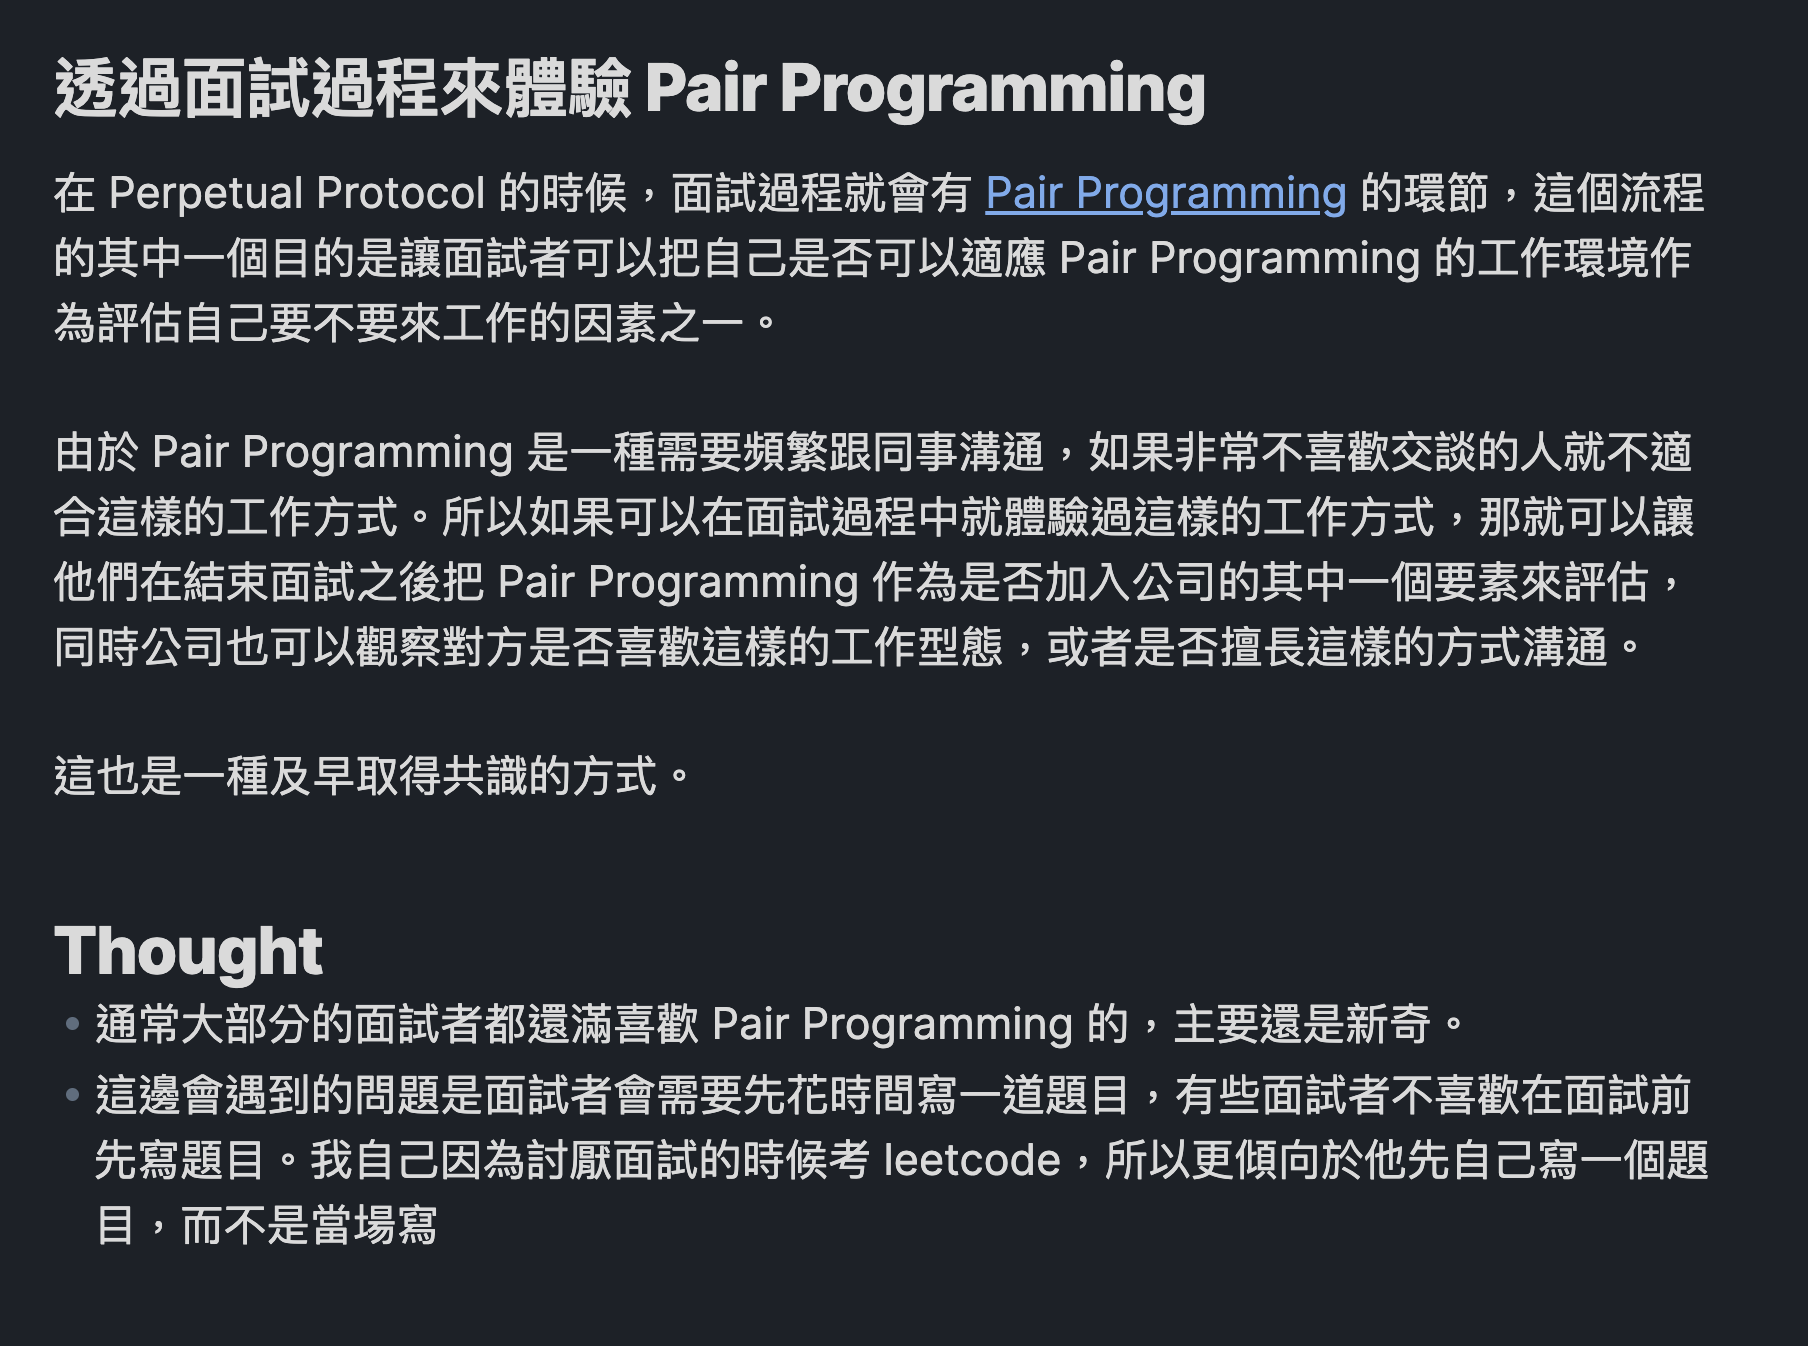 透過面試過程來體驗 Pair Programming
在 Perpetual Protocol 的時候，面試過程就會有 Pair Programming 的環節，這個流程
的其中一個目的是讓面試者可以把自己是否可以適應 Pair Programming 的工作環境作
為評估自己要不要來工作的因素之一。
由於 Pair Programming 是一種需要頻繁跟同事溝通，如果非常不喜歡交談的人就不適
合這樣的工作方式。所以如果可以在面試過程中就體驗過這樣的工作方式，那就可以讓
他們在結束面試之後把 Pair Programming 作為是否加入公司的其中一個要素來評估，
同時公司也可以觀察對方是否喜歡這樣的工作型態，或者是否擅長這樣的方式溝通。
這也是一種及早取得共識的方式。
Thought
• 通常大部分的面試者都還滿喜歡 Pair Programming 的，主要還是新奇。
• 這邊會遇到的問題是面試者會需要先花時間寫一道題目，有些面試者不喜歡在面試前
先寫題目。我自己因為討厭面試的時候考 leetcode，所以更傾向於他先自己寫一個題
目，而不是當場寫